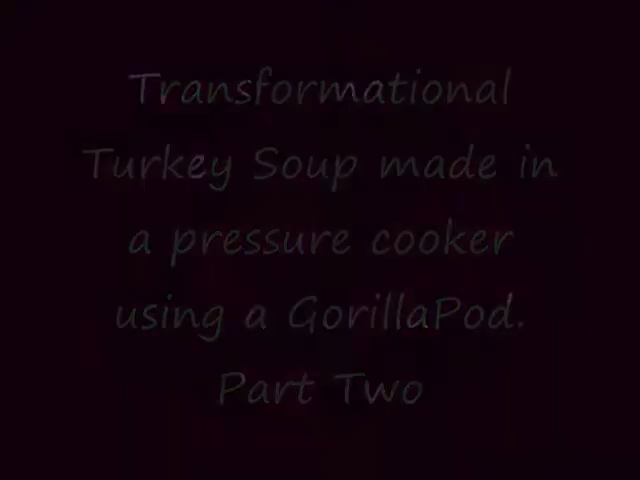 Transformational
Turkey Soup made in
a pressure cooker
using a GorillaPod.
Part Two